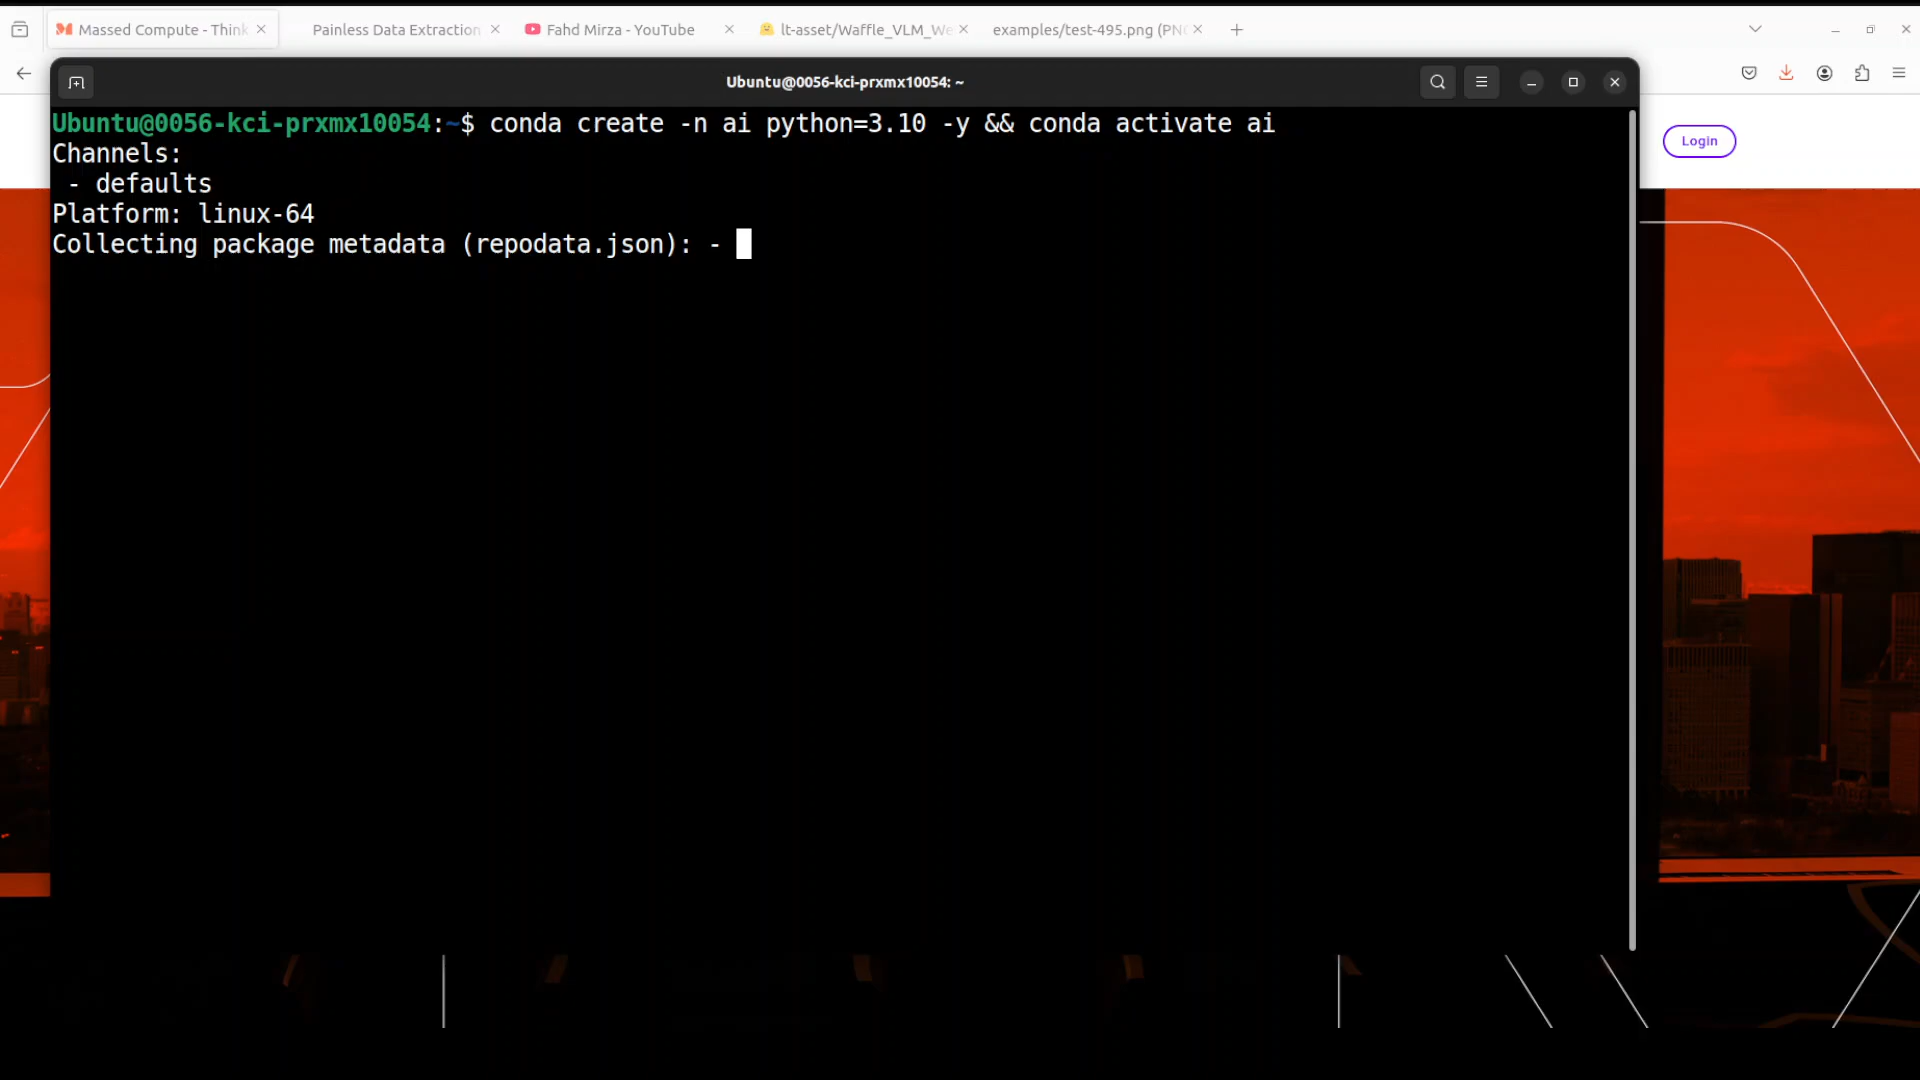 Massed Compute - Think
Painless Data Extraction
Fahd Mirza - YouTube
lt-asset/Waffle_VLM_We
examples/test-495.png (PNG
Ubuntu@0056-kci-prxmx10054: ~
Login
Ubuntu@0056-kci-prxmx10054:~$ conda create -n ai python=3.10 -y && conda activate ai
Channels:
- defaults
Platform: linux-64
Collecting package metadata (repodata.json): -